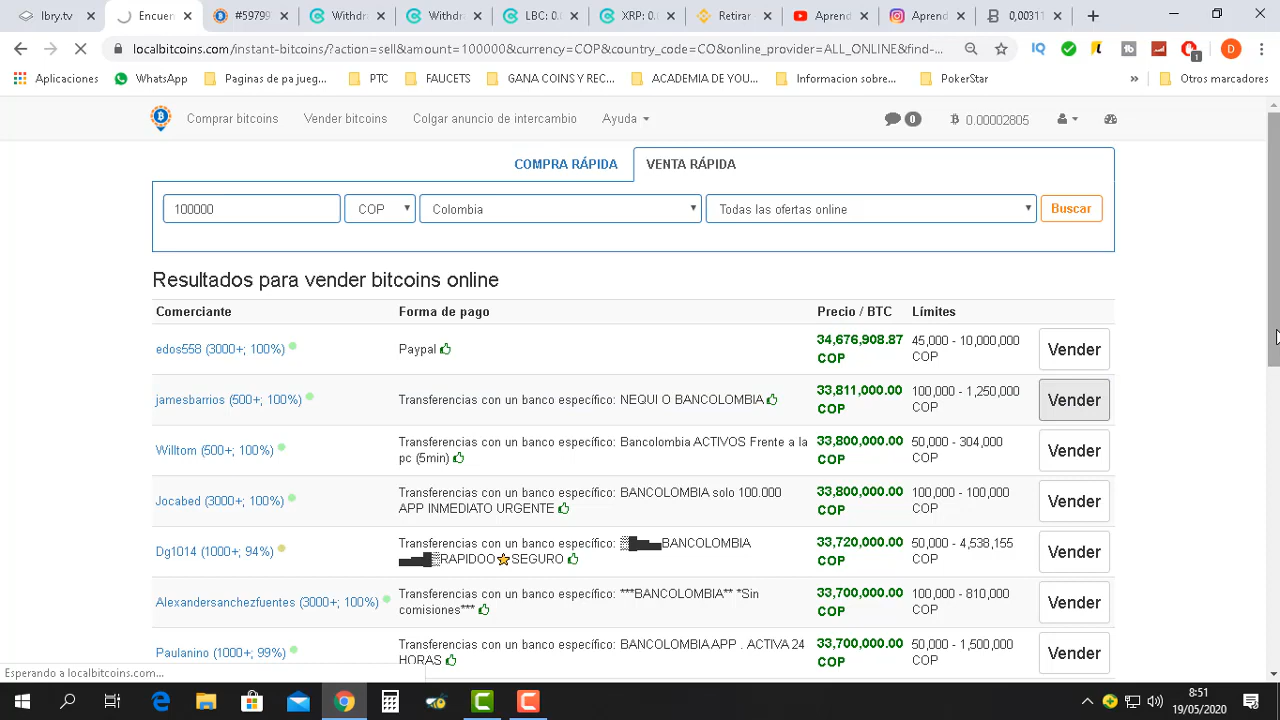 lbry.tv
Encuer
#59799
Withdr
Withdr
LBC: 0.
XRP: 0.
Retiros
Aprend
Aprend
0,00311
localbitcoins.com/instant-bitcoins/?action=sell&amount=100000&currency=COP&country_code=CO&online_provider=ALL_ONLINE&find-...
Aplicaciones
WhatsApp
Paginas de pa jueg...
PTC
FAUCETS
GANA COINS Y REC...
ACADEMIA DE YOU...
Informacion sobre...
PokerStar
Otros marcadores
Comprar bitcoins
Vender bitcoins
Colgar anuncio de intercambio
Ayuda
0
0.00002805
COMPRA RÁPIDA
VENTA RÁPIDA
100000
COP
Colombia
Todas las ofertas online
Buscar
Resultados para vender bitcoins online
Comerciante Forma de pago Precio / BTC Límites
edos558 (3000+; 100%) Paypal 34,676,908.87 COP 45,000 - 10,000,000 COP Vender
jamesbarrios (500+; 100%) Transferencias con un banco específico: NEQUI O BANCOLOMBIA 33,811,000.00 COP 100,000 - 1,250,000 COP Vender
Willtom (500+; 100%) Transferencias con un banco específico: Bancolombia ACTIVOS Frente a la pc (5min) 33,800,000.00 COP 50,000 - 304,000 COP Vender
Jocabed (3000+; 100%) Transferencias con un banco específico: BANCOLOMBIA solo 100.000 APP INMEDIATO URGENTE 33,800,000.00 COP 100,000 - 100,000 COP Vender
Dg1014 (1000+; 94%) Transferencias con un banco específico: ▒█▅▅▃BANCOLOMBIA ▃▅▅█▒RAPIDOO⭐SEGURO 33,720,000.00 COP 50,000 - 4,538,155 COP Vender
Alexandersanchezfuentes (3000+; 100%) Transferencias con un banco específico: ***BANCOLOMBIA** *Sin comisiones*** 33,700,000.00 COP 100,000 - 810,000 COP Vender
Paulanino (1000+; 99%) Transferencias con un banco específico: BANCOLOMBIA APP . ACTIVA 24 HORAS 33,700,000.00 COP 50,000 - 1,500,000 COP Vender
Esperando a localbitcoins.com...
8:51
19/05/2020